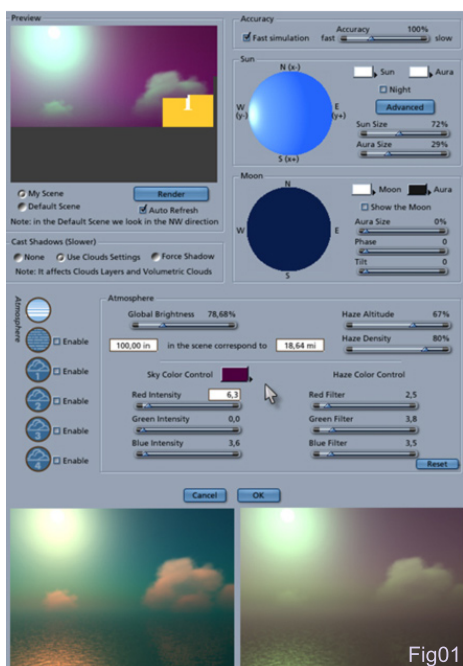 Preview
My Scene
Render
Default Scene
Auto Refresh
Note: in the Default Scene we look in the NW direction
Cast Shadows (Slower)
None
Use Clouds Settings
Force Shadow
Note: It affects Clouds Layers and Volumetric Clouds
Accuracy
Fast simulation
Accuracy
100%
fast
slow
Sun
N (x-)
W (y-)
E (y+)
S (x+)
Sun
Aura
Night
Advanced
Sun Size 72%
Aura Size 29%
Moon
N
W
E
S
Moon
Aura
Show the Moon
Aura Size 0%
Phase 0
Tilt 0
Atmosphere
Enable
1
Enable
2
Enable
3
Enable
4
Enable
Atmosphere
Global Brightness 78,68%
Haze Altitude 67%
100,00 in in the scene correspond to 18,64 mi
Haze Density 80%
Sky Color Control
Haze Color Control
Red Intensity 6,3
Red Filter 2,5
Green Intensity 0,0
Green Filter 3,8
Blue Intensity 3,6
Blue Filter 3,5
Reset
Cancel
OK
Fig01